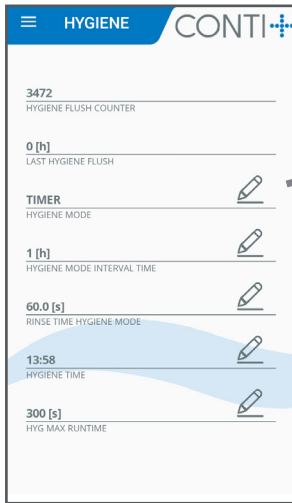 HYGIENE
CONTI+
3472
HYGIENE FLUSH COUNTER
0 [h]
LAST HYGIENE FLUSH
TIMER
HYGIENE MODE
1 [h]
HYGIENE MODE INTERVAL TIME
60.0 [s]
RINSE TIME HYGIENE MODE
13:58
HYGIENE TIME
300 [s]
HYG MAX RUNTIME